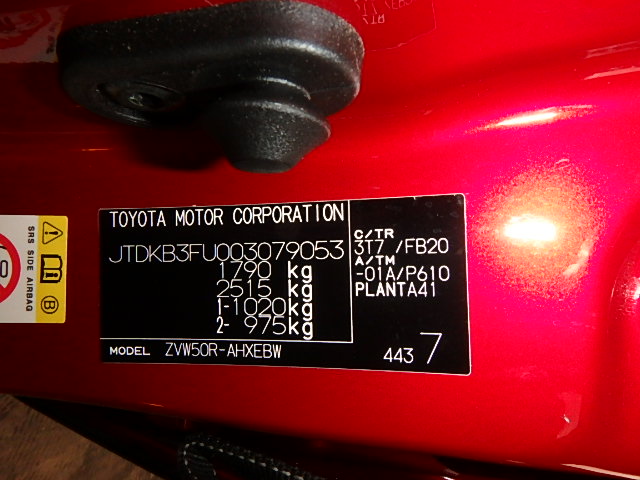 TOYOTA MOTOR CORPORATION
JTDKB3FU003079053
1790 kg
2515 kg
1-1020kg
2- 975kg
MODEL ZVW50R-AHXEBW
C/TR
3T7 /FB20
A/TM
-01A/P610
PLANTA41
443 7
SRS SIDE AIRBAG
B